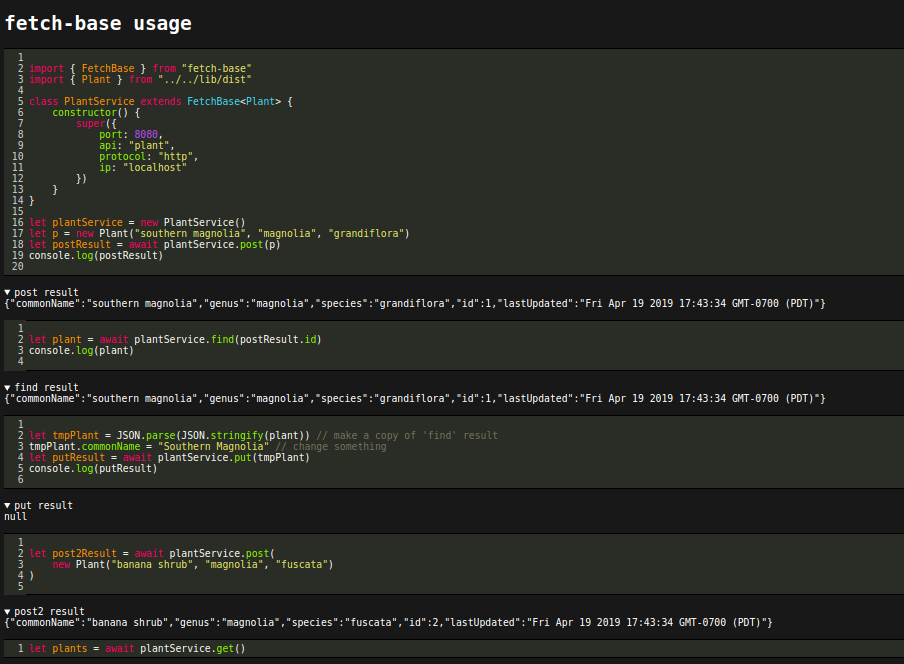 fetch-base usage
1
2 import { FetchBase } from "fetch-base"
3 import { Plant } from "../../lib/dist"
4
5 class PlantService extends FetchBase<Plant> {
6     constructor() {
7         super({
8             port: 8080,
9             api: "plant",
10             protocol: "http",
11             ip: "localhost"
12         })
13     }
14 }
15
16 let plantService = new PlantService()
17 let p = new Plant("southern magnolia", "magnolia", "grandiflora")
18 let postResult = await plantService.post(p)
19 console.log(postResult)
20
▼ post result
{"commonName":"southern magnolia","genus":"magnolia","species":"grandiflora","id":1,"lastUpdated":"Fri Apr 19 2019 17:43:34 GMT-0700 (PDT)"}
1
2 let plant = await plantService.find(postResult.id)
3 console.log(plant)
4
▼ find result
{"commonName":"southern magnolia","genus":"magnolia","species":"grandiflora","id":1,"lastUpdated":"Fri Apr 19 2019 17:43:34 GMT-0700 (PDT)"}
1
2 let tmpPlant = JSON.parse(JSON.stringify(plant)) // make a copy of 'find' result
3 tmpPlant.commonName = "Southern Magnolia" // change something
4 let putResult = await plantService.put(tmpPlant)
5 console.log(putResult)
6
▼ put result
null
1
2 let post2Result = await plantService.post(
3     new Plant("banana shrub", "magnolia", "fuscata")
4 )
5
▼ post2 result
{"commonName":"banana shrub","genus":"magnolia","species":"fuscata","id":2,"lastUpdated":"Fri Apr 19 2019 17:43:34 GMT-0700 (PDT)"}
1 let plants = await plantService.get()